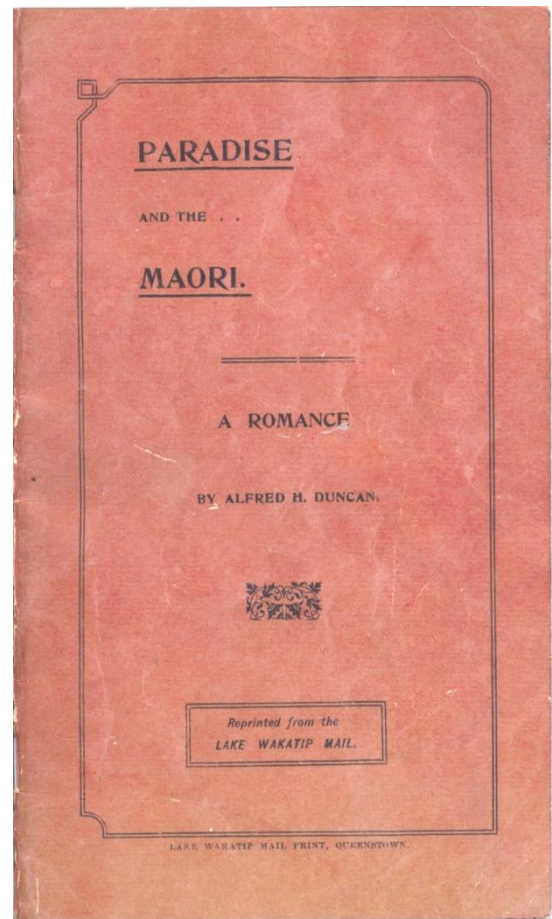 PARADISE
AND THE . .
MAORI.
A ROMANCE
BY ALFRED H. DUNCAN.
Reprinted from the
LAKE WAKATIP MAIL.
LAKE WAKATIP MAIL PRINT, QUEENSTOWN.